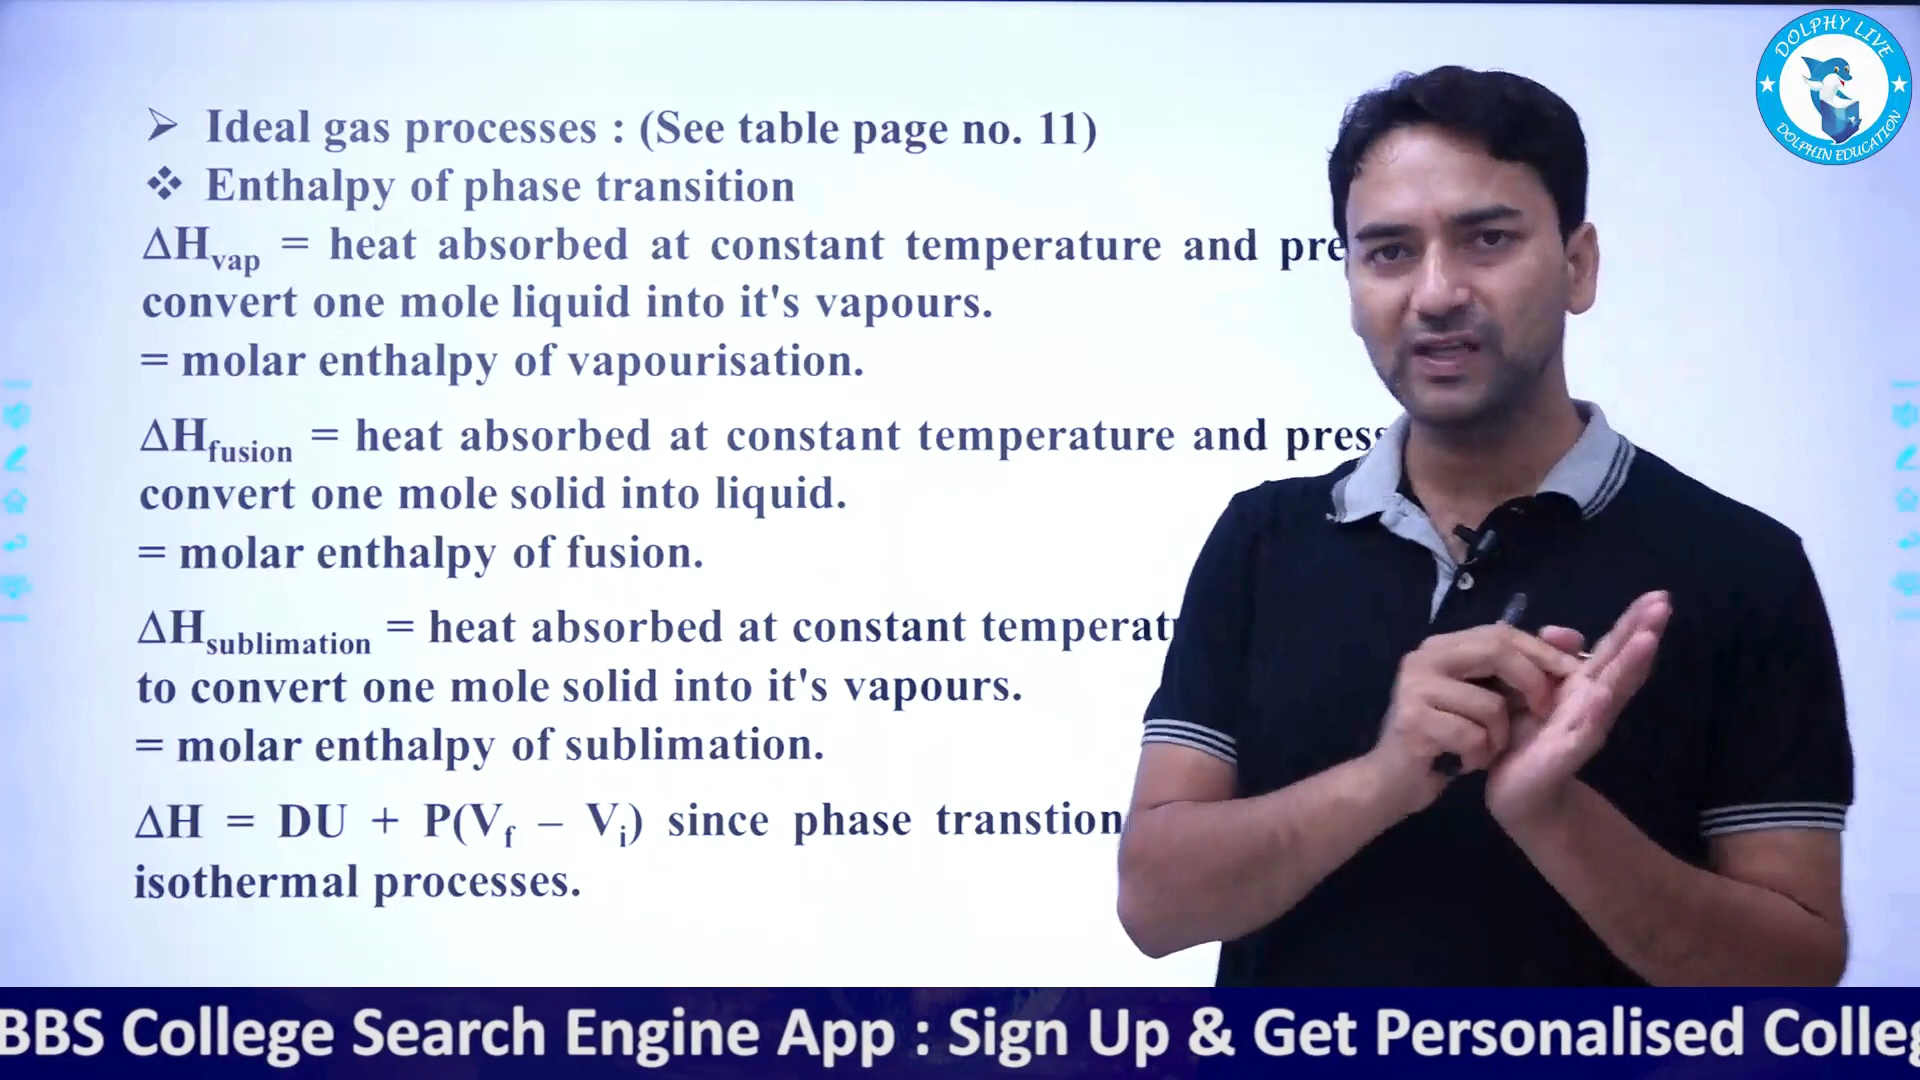 DOLPHY LIVE
DOLPHIN EDUCATION
➤ Ideal gas processes : (See table page no. 11)
❖ Enthalpy of phase transition
ΔHvap = heat absorbed at constant temperature and
convert one mole liquid into it's vapours.
= molar enthalpy of vapourisation.
ΔHfusion = heat absorbed at constant temperature and
convert one mole solid into liquid.
= molar enthalpy of fusion.
ΔHsublimation = heat absorbed at constant
to convert one mole solid into it's vapours.
= molar enthalpy of sublimation.
ΔH = DU + P(Vf – Vi) since phase transtion
isothermal processes.
BBS College Search Engine App : Sign Up & Get Personalised